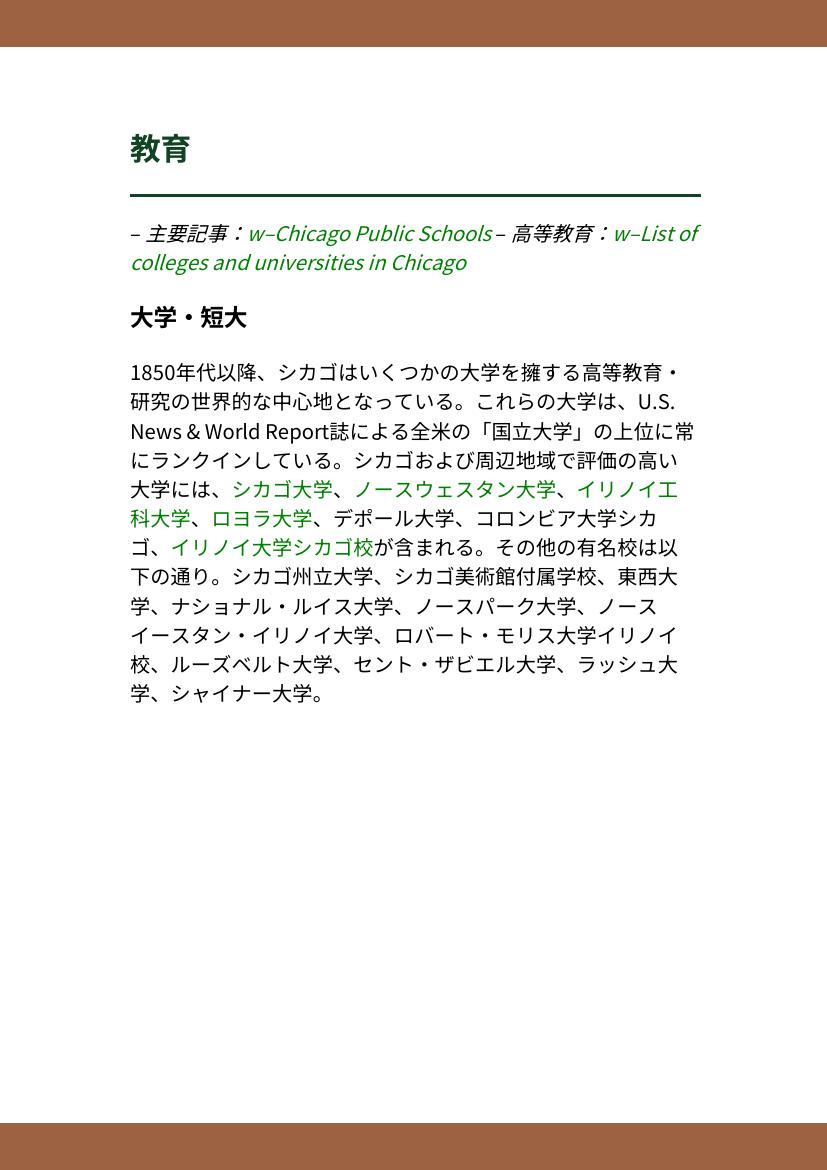 教育
– 主要記事：w–Chicago Public Schools – 高等教育：w–List of
colleges and universities in Chicago
大学・短大
1850年代以降、シカゴはいくつかの大学を擁する高等教育・
研究の世界的な中心地となっている。これらの大学は、U.S.
News & World Report誌による全米の「国立大学」の上位に常
にランクインしている。シカゴおよび周辺地域で評価の高い
大学には、シカゴ大学、ノースウェスタン大学、イリノイ工
科大学、ロヨラ大学、デポール大学、コロンビア大学シカ
ゴ、イリノイ大学シカゴ校が含まれる。その他の有名校は以
下の通り。シカゴ州立大学、シカゴ美術館付属学校、東西大
学、ナショナル・ルイス大学、ノースパーク大学、ノース
イースタン・イリノイ大学、ロバート・モリス大学イリノイ
校、ルーズベルト大学、セント・ザビエル大学、ラッシュ大
学、シャイナー大学。